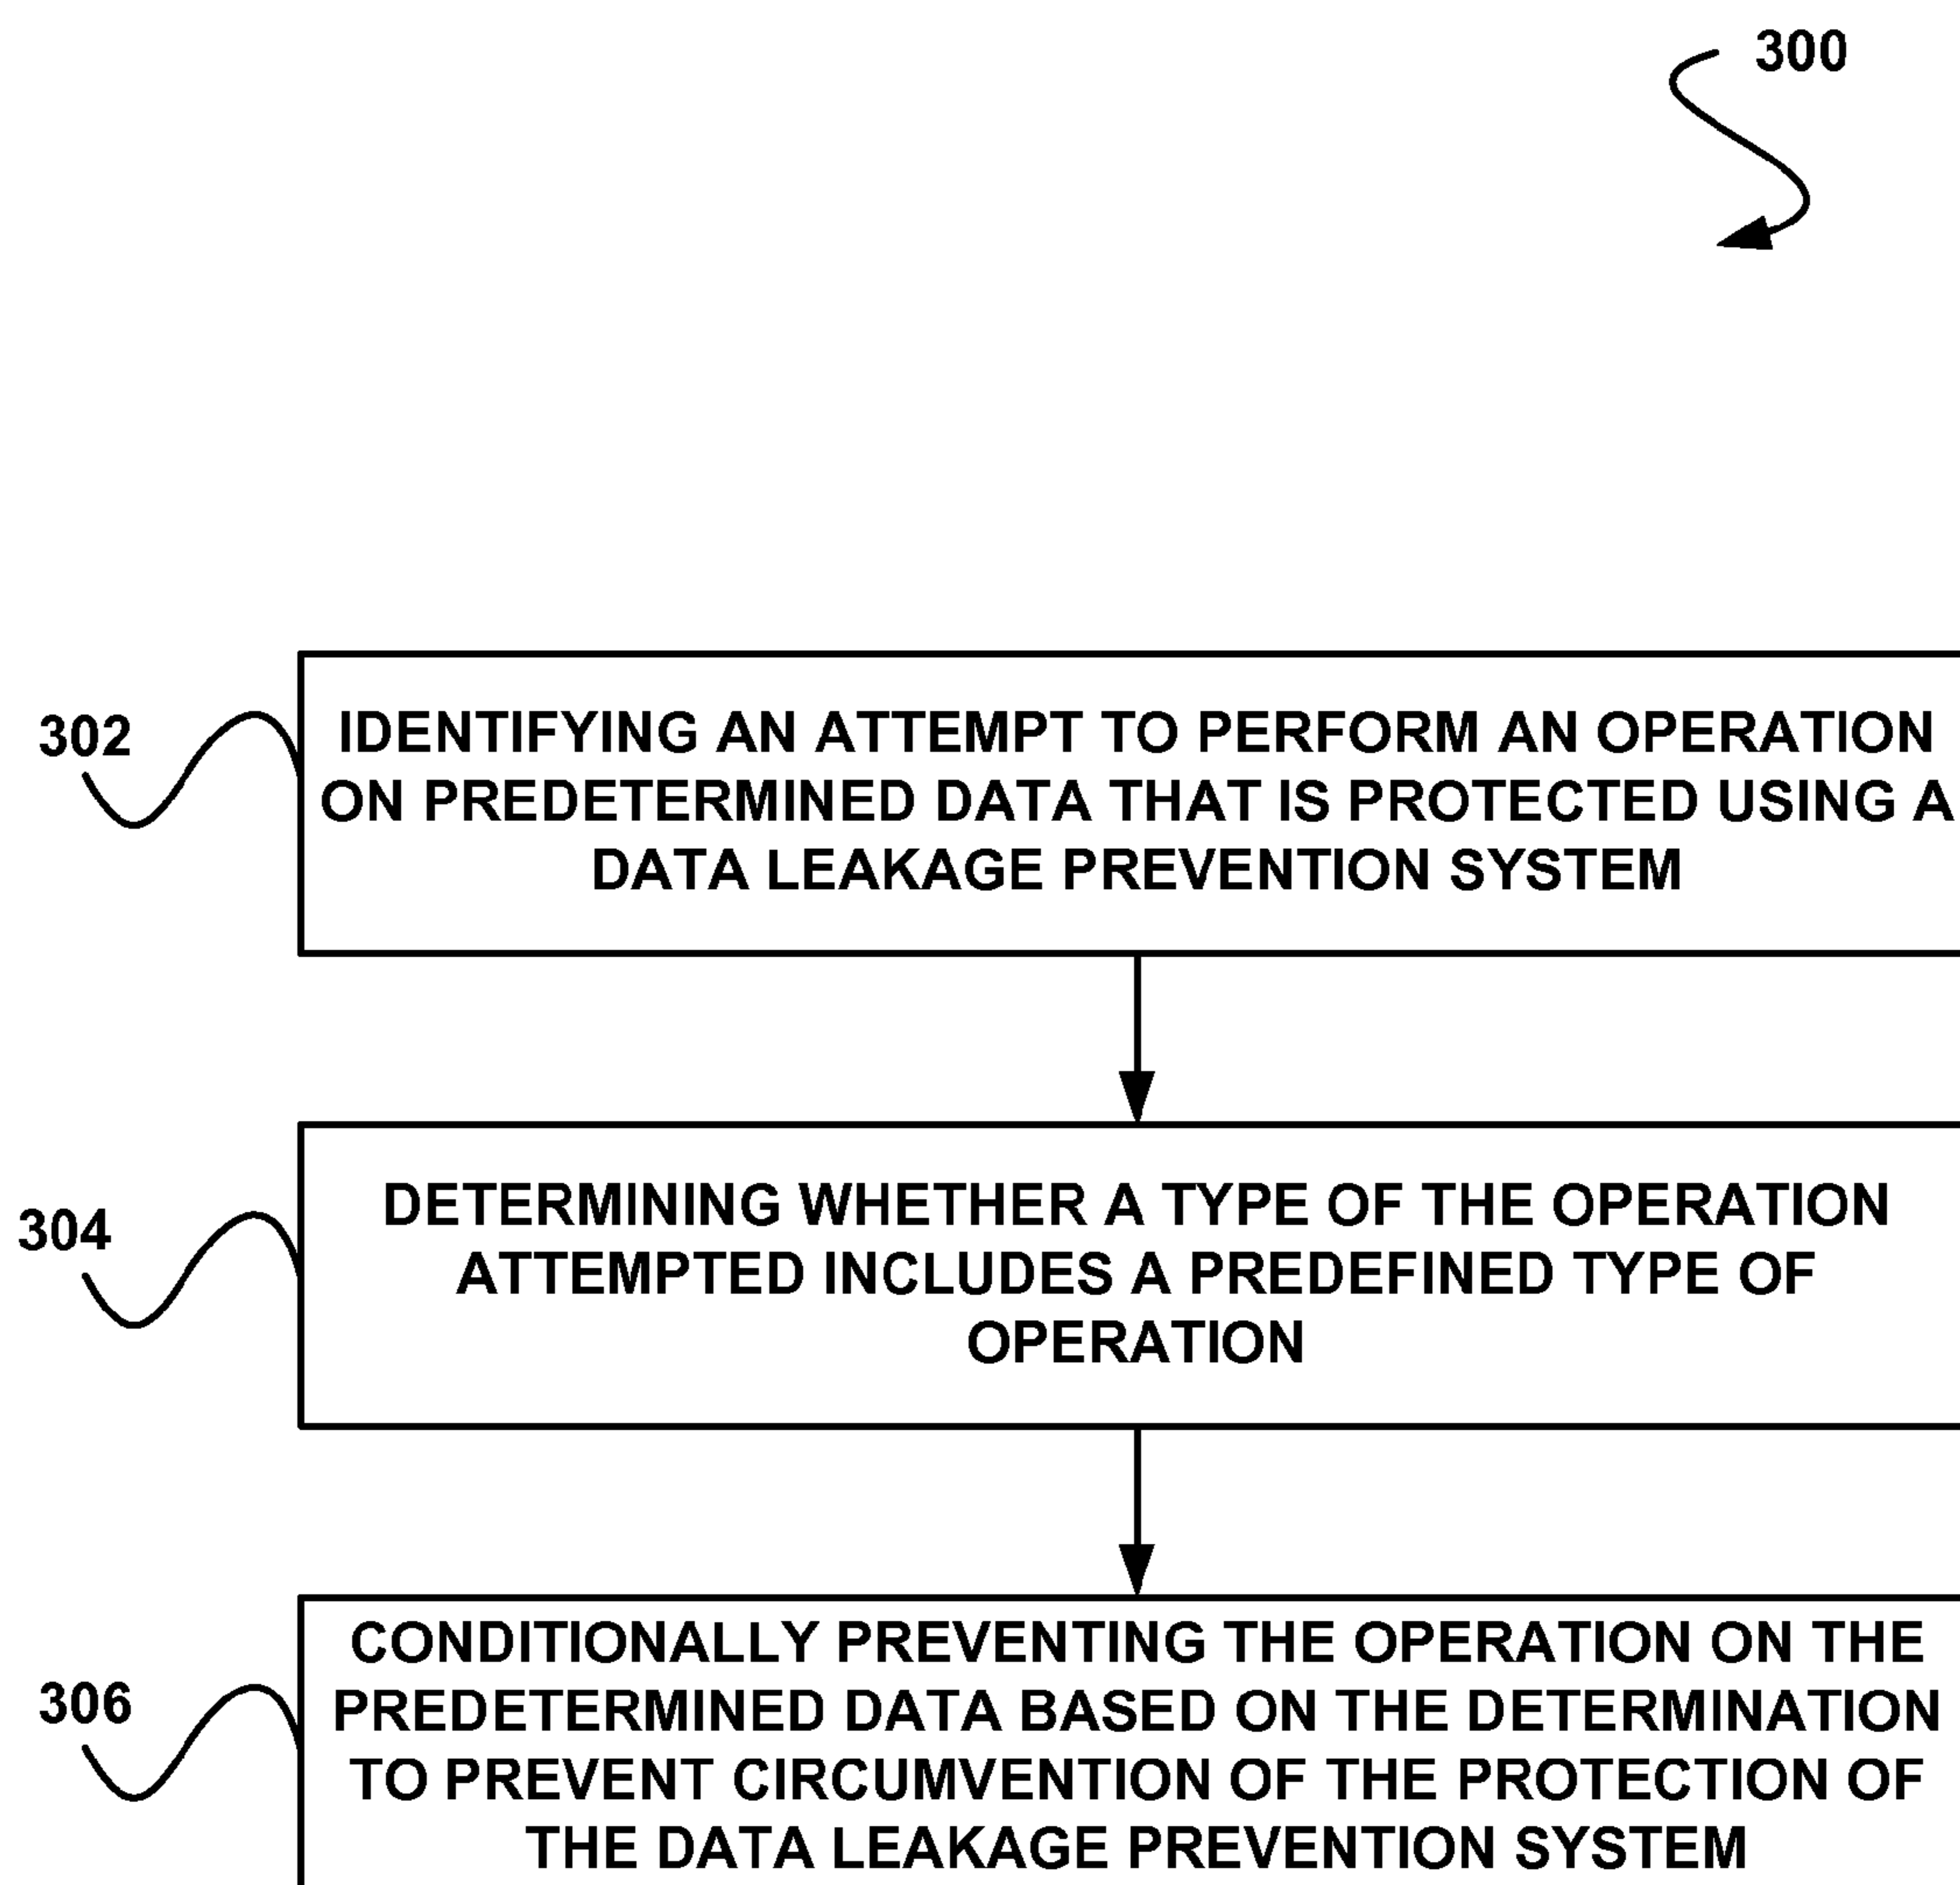 300
302
IDENTIFYING AN ATTEMPT TO PERFORM AN OPERATION
ON PREDETERMINED DATA THAT IS PROTECTED USING A
DATA LEAKAGE PREVENTION SYSTEM
304
DETERMINING WHETHER A TYPE OF THE OPERATION
ATTEMPTED INCLUDES A PREDEFINED TYPE OF
OPERATION
306
CONDITIONALLY PREVENTING THE OPERATION ON THE
PREDETERMINED DATA BASED ON THE DETERMINATION
TO PREVENT CIRCUMVENTION OF THE PROTECTION OF
THE DATA LEAKAGE PREVENTION SYSTEM